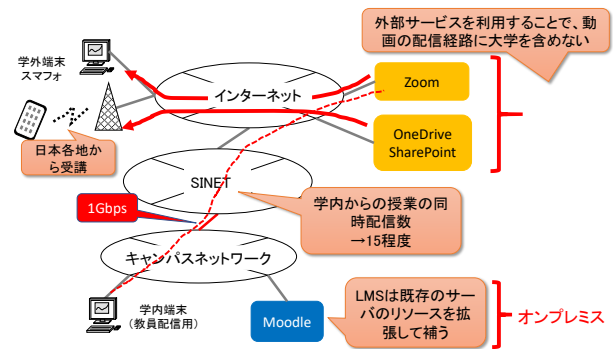 外部サービスを利用することで、動
画の配信経路に大学を含めない
学外端末
スマフォ
インターネット
Zoom
OneDrive
SharePoint
日本各地か
ら受講
SINET
1Gbps
学内からの授業の同
時配信数
→15程度
キャンパスネットワーク
学内端末
（教員配信用）
Moodle
LMSは既存のサー
バのリソースを拡
張して補う
オンプレミス